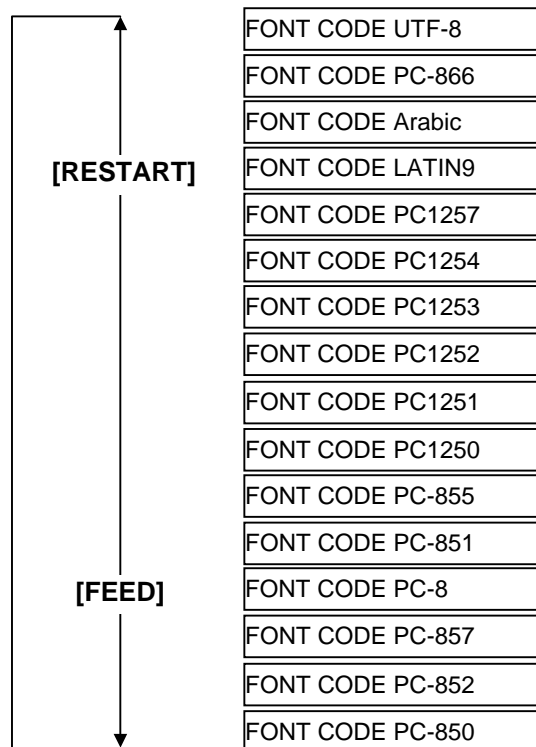 FONT CODE UTF-8
FONT CODE PC-866
FONT CODE Arabic
[RESTART]
FONT CODE LATIN9
FONT CODE PC1257
FONT CODE PC1254
FONT CODE PC1253
FONT CODE PC1252
FONT CODE PC1251
FONT CODE PC1250
FONT CODE PC-855
FONT CODE PC-851
[FEED]
FONT CODE PC-8
FONT CODE PC-857
FONT CODE PC-852
FONT CODE PC-850